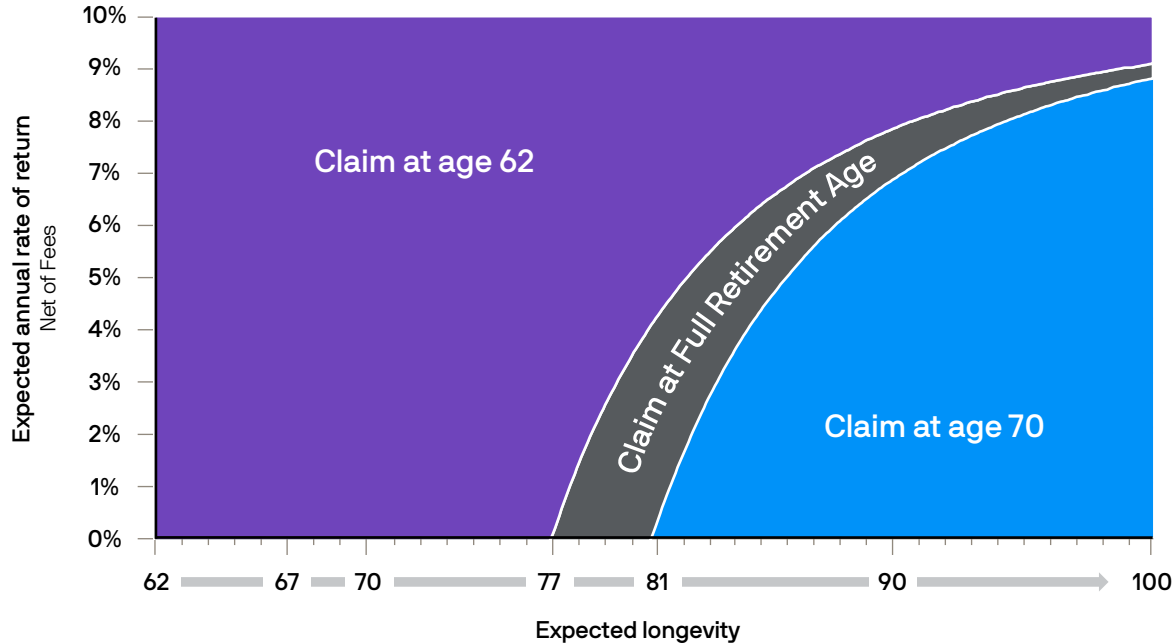 10%
9%
8%
7%
6%
5%
4%
3%
2%
1%
0%
Expected annual rate of return
Net of Fees
Claim at age 62
Claim at Full Retirement Age
Claim at age 70
62 67 70 77 81 90 100
Expected longevity